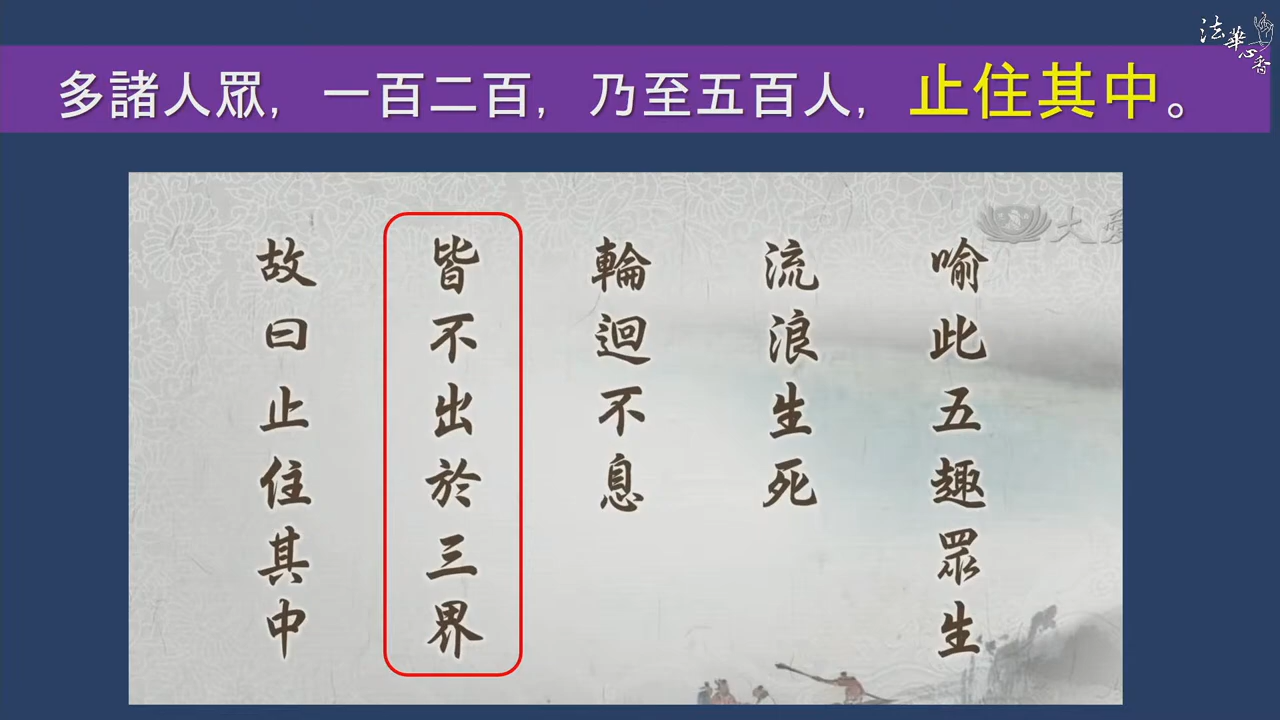 法華心香
多諸人眾，一百二百，乃至五百人，止住其中。
大愛
喻此五趣眾生
流浪生死
輪迴不息
皆不出於三界
故曰止住其中